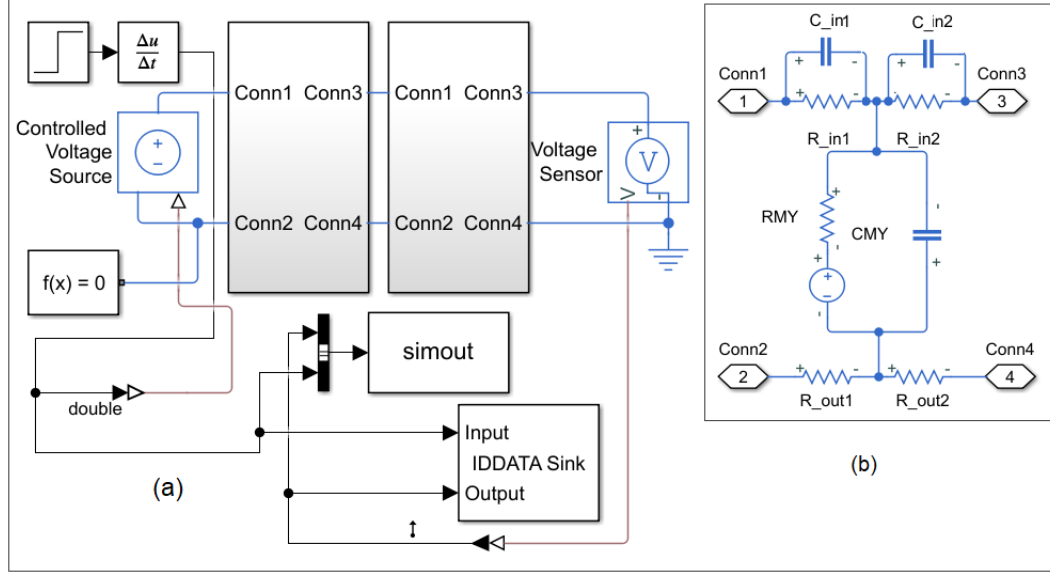 Δu
Δt
Controlled
Voltage
Source
+
−
f(x) = 0
Conn1 Conn3
Conn2 Conn4
Conn1 Conn3
Conn2 Conn4
Voltage
Sensor
+
V
-
V
double
simout
Input
IDDATA Sink
Output
(a)
C_in1
C_in2
+ -
+ -
Conn1
1
Conn3
3
+ -
+ -
R_in1
R_in2
+
-
RMY
CMY
-
+
+
+
−
-
Conn2
2
Conn4
4
+ -
+ -
R_out1
R_out2
(b)